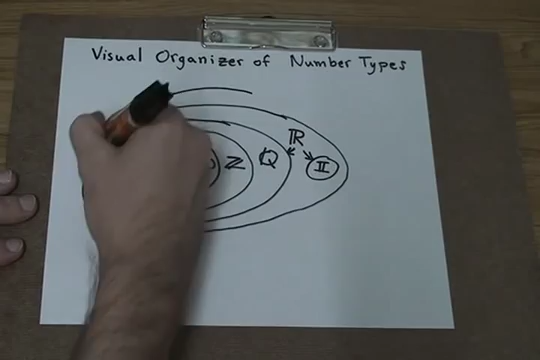 Visual Organizer of Number Types
ℝ
ℤ ℚ 𝕀